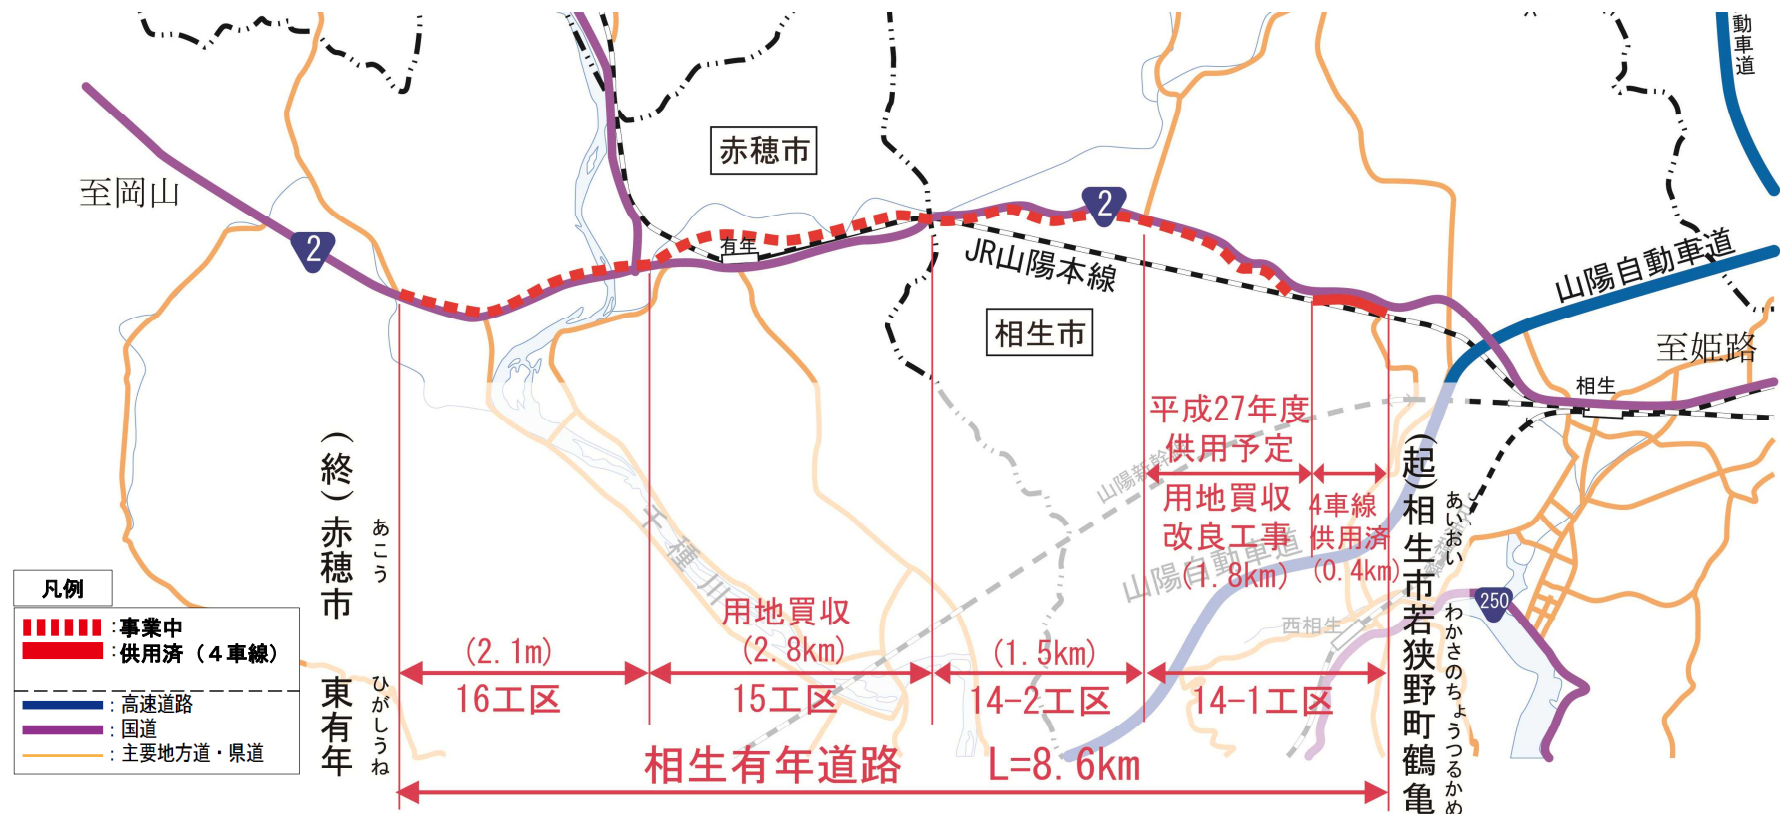 動車道
赤穂市
至岡山
2
2
有年
JR山陽本線
山陽自動車道
相生市
至姫路
相生
平成27年度
供用予定
山陽新幹
用地買収
改良工事
(1.8km)
4車線
供用済
(0.4km)
山陽自動車道
千種川
西相生
250
(終)赤穂市 東有年
あこう ひがしうね
(起)相生市若狭野町鶴亀
あいおい わかさのちょうつるかめ
用地買収
(2.1m)
(2.8km)
(1.5km)
16工区
15工区
14-2工区
14-1工区
相生有年道路 L=8.6km
凡例
:事業中
:供用済(4車線)
:高速道路
:国道
:主要地方道・県道